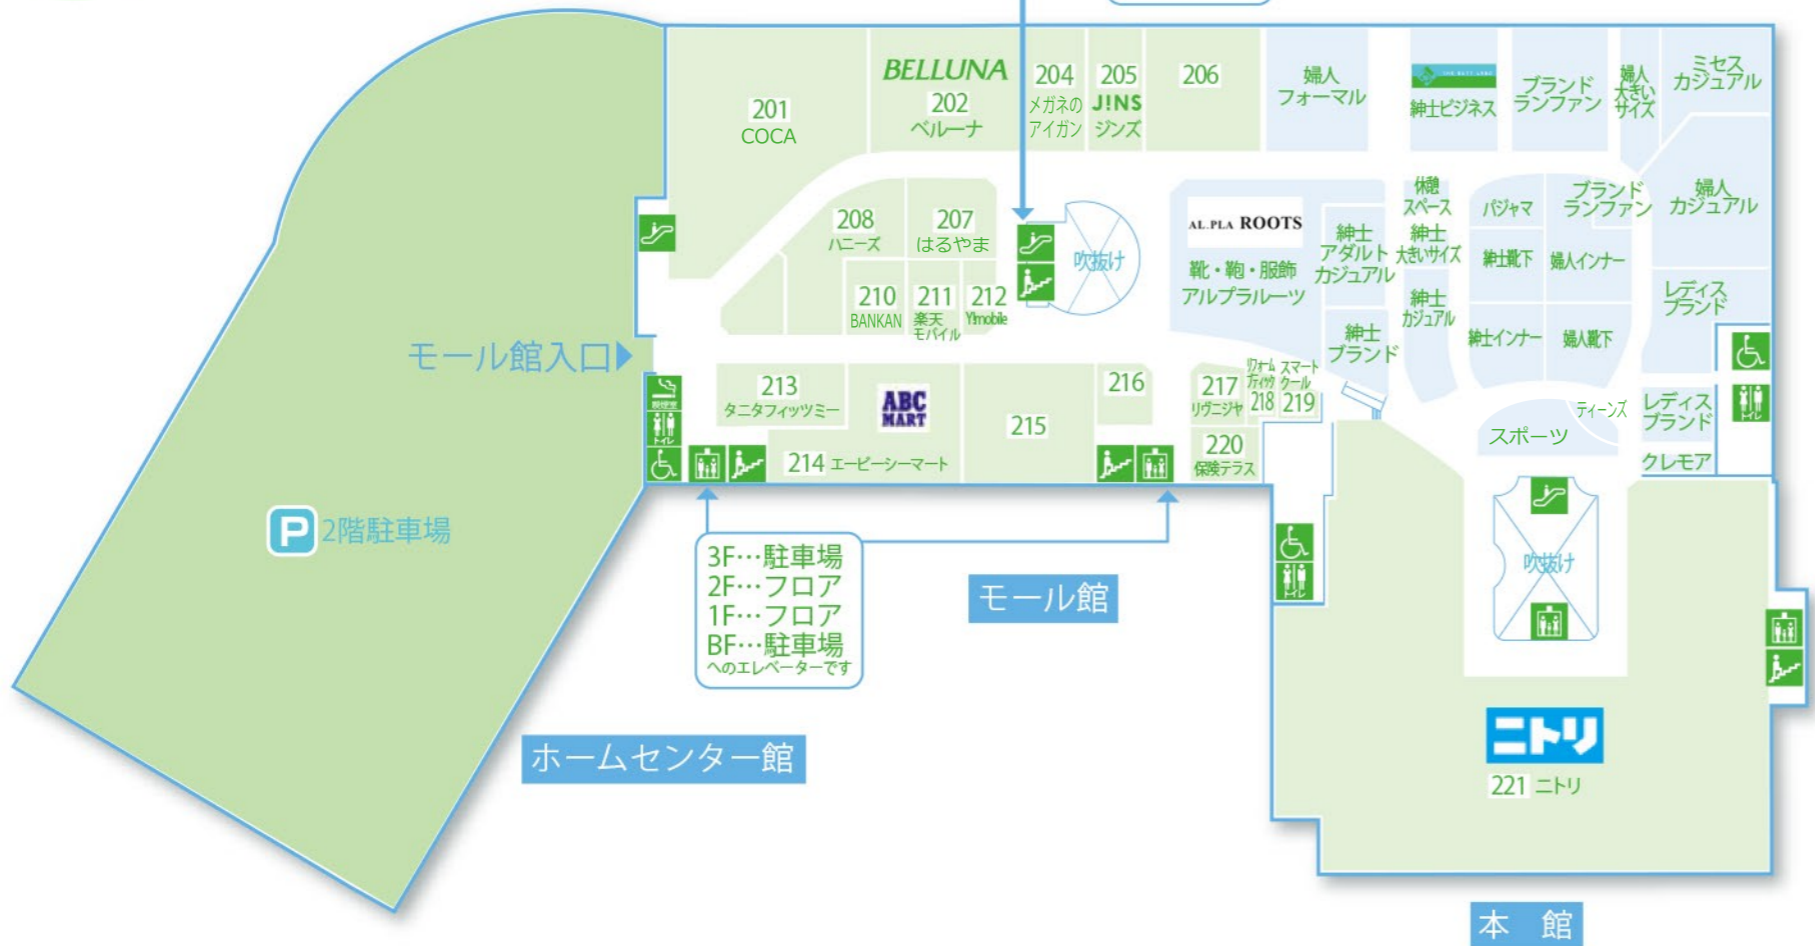 BELLUNA
202
ベルーナ
201
COCA
204
メガネの
アイガン
205
J!NS
ジンズ
206
婦人
フォーマル
紳士ビジネス
ブランド
ランファン
婦人
大きい
サイズ
ミセス
カジュアル
208
ハニーズ
207
はるやま
210
BANKAN
211
楽天
モバイル
212
Y!mobile
吹抜け
AL.PLA ROOTS
靴・鞄・服飾
アルプラルーツ
紳士
アダルト
カジュアル
休憩
スペース
紳士
大きいサイズ
紳士
カジュアル
紳士
ブランド
パジャマ
ブランド
ランファン
紳士靴下
婦人インナー
紳士インナー
婦人靴下
婦人
カジュアル
レディス
ブランド
モール館入口
喫煙室
トイレ
213
タニタフィッツミー
ABC
MART
214 エービーシーマート
215
216
217
リヴニジヤ
218
スマート
クール
219
220
保険テラス
スポーツ
ティーンズ
レディス
ブランド
クレモア
トイレ
P 2階駐車場
3F…駐車場
2F…フロア
1F…フロア
BF…駐車場
へのエレベーターです
モール館
トイレ
吹抜け
ホームセンター館
ニトリ
221 ニトリ
本 館